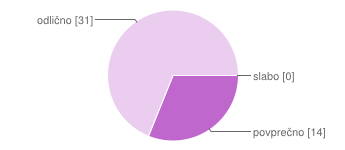 odlično [31]
slabo [0]
povprečno [14]